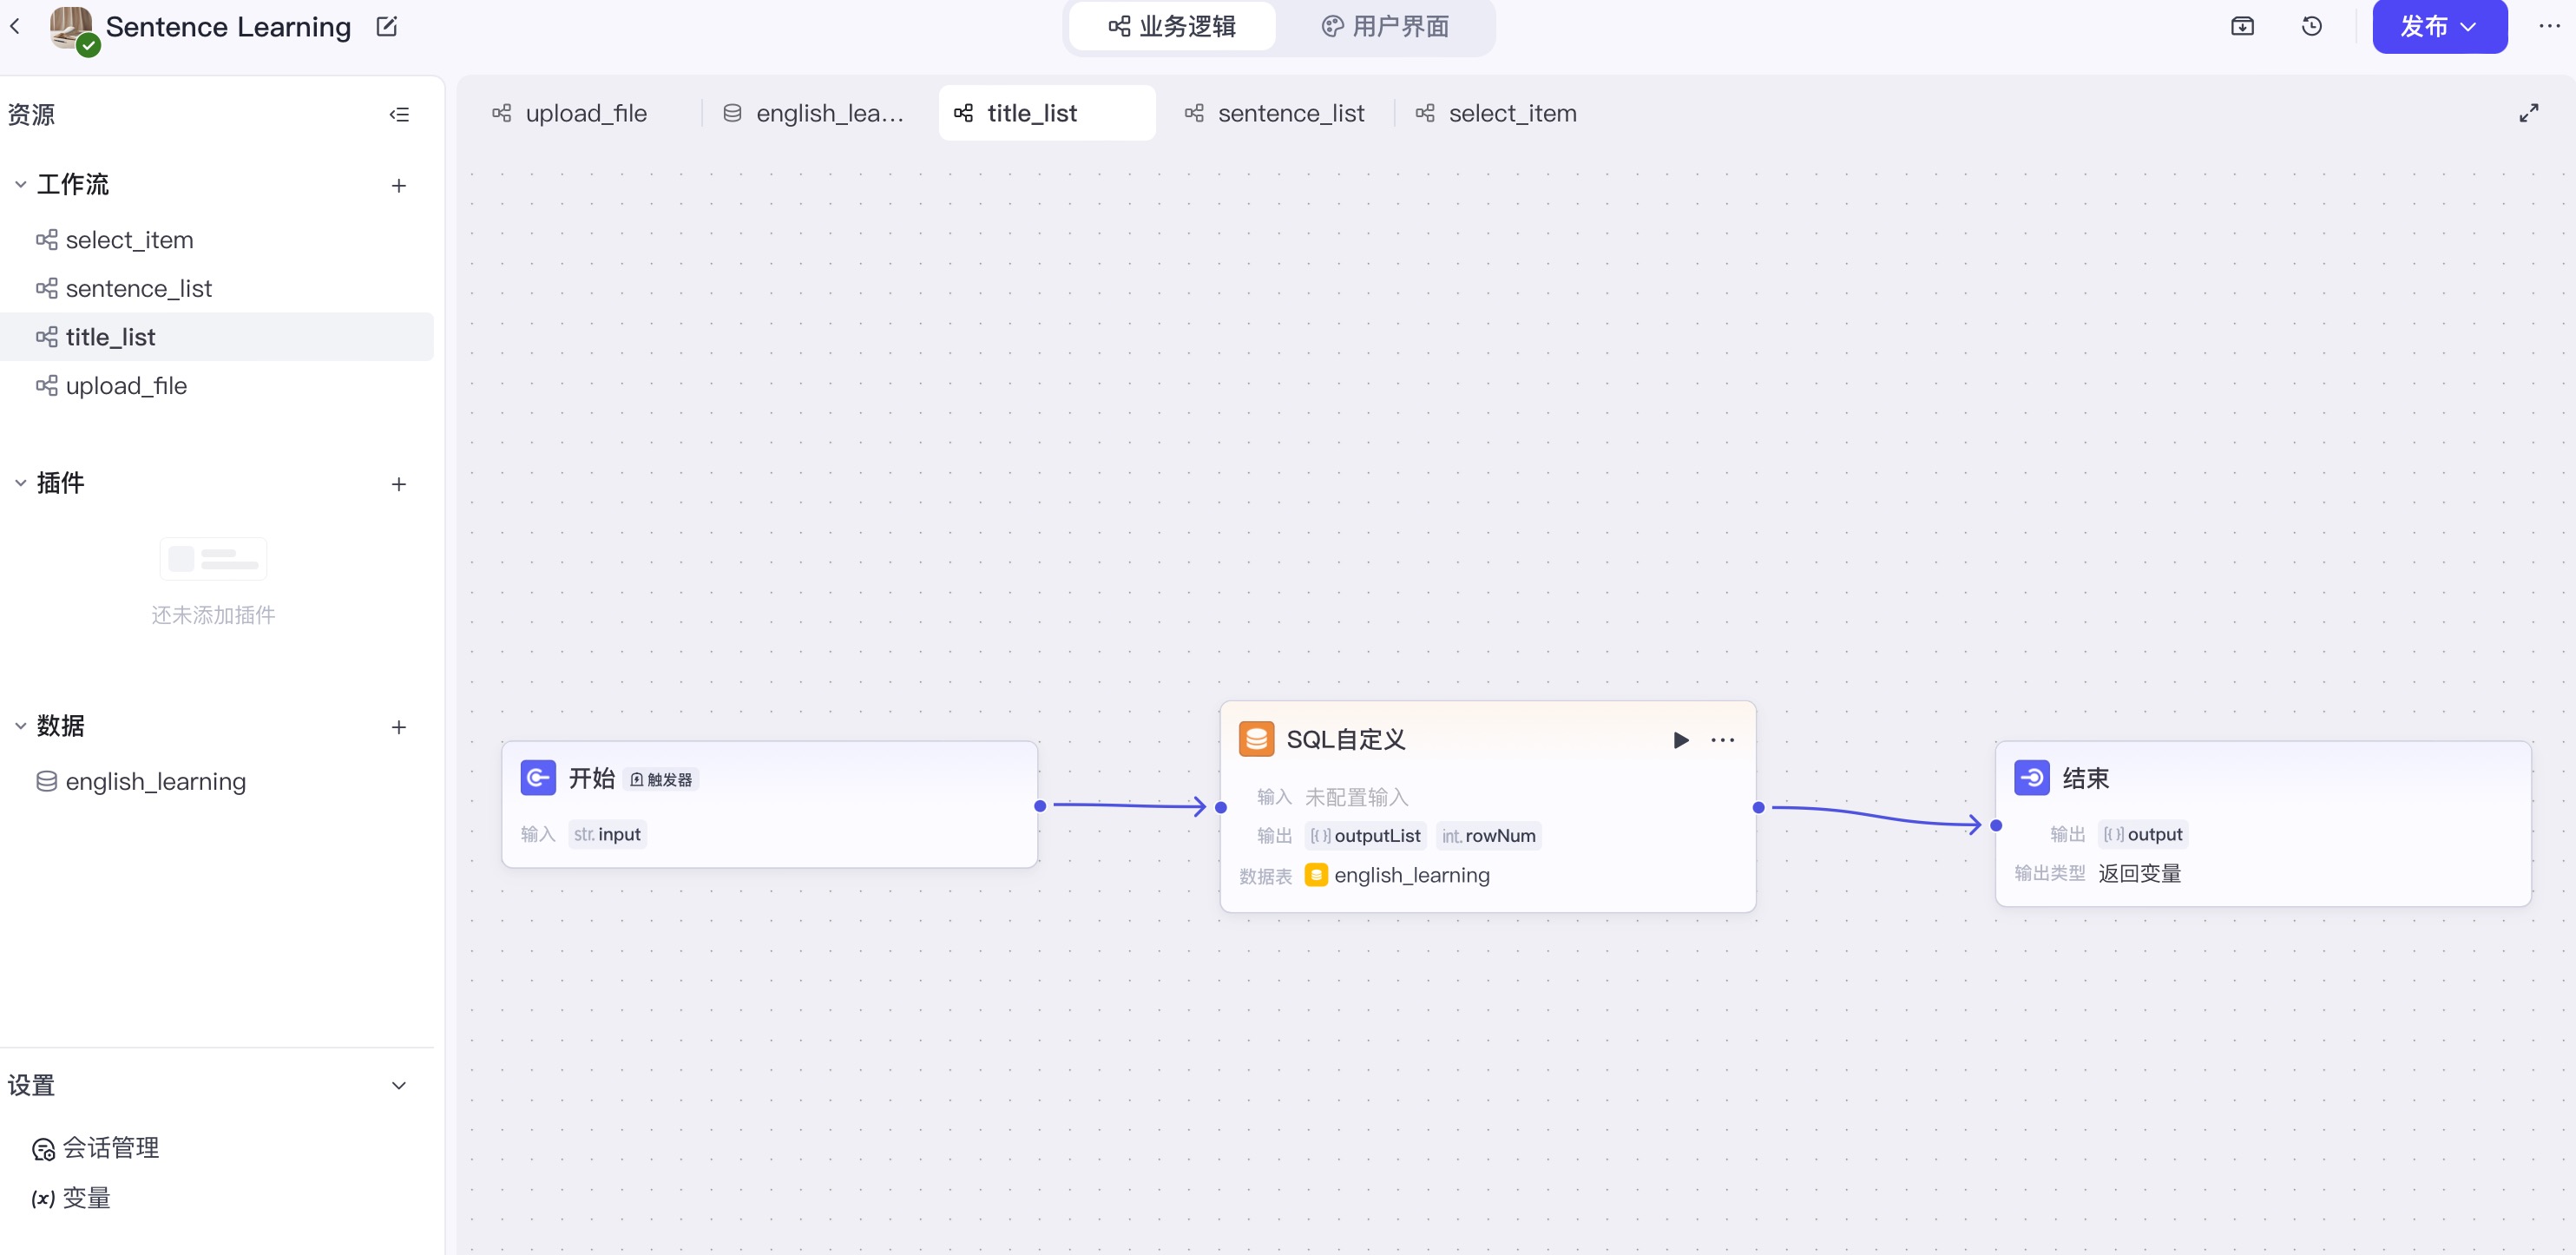 Sentence Learning
业务逻辑
用户界面
发布
资源
工作流
select_item
sentence_list
title_list
upload_file
插件
还未添加插件
数据
english_learning
设置
会话管理
(x) 变量
upload_file
english_lea...
title_list
sentence_list
select_item
开始 触发器
输入 str. input
SQL自定义
输入 未配置输入
输出 [{}] outputList int. rowNum
数据表 english_learning
结束
输出 [{}] output
输出类型 返回变量